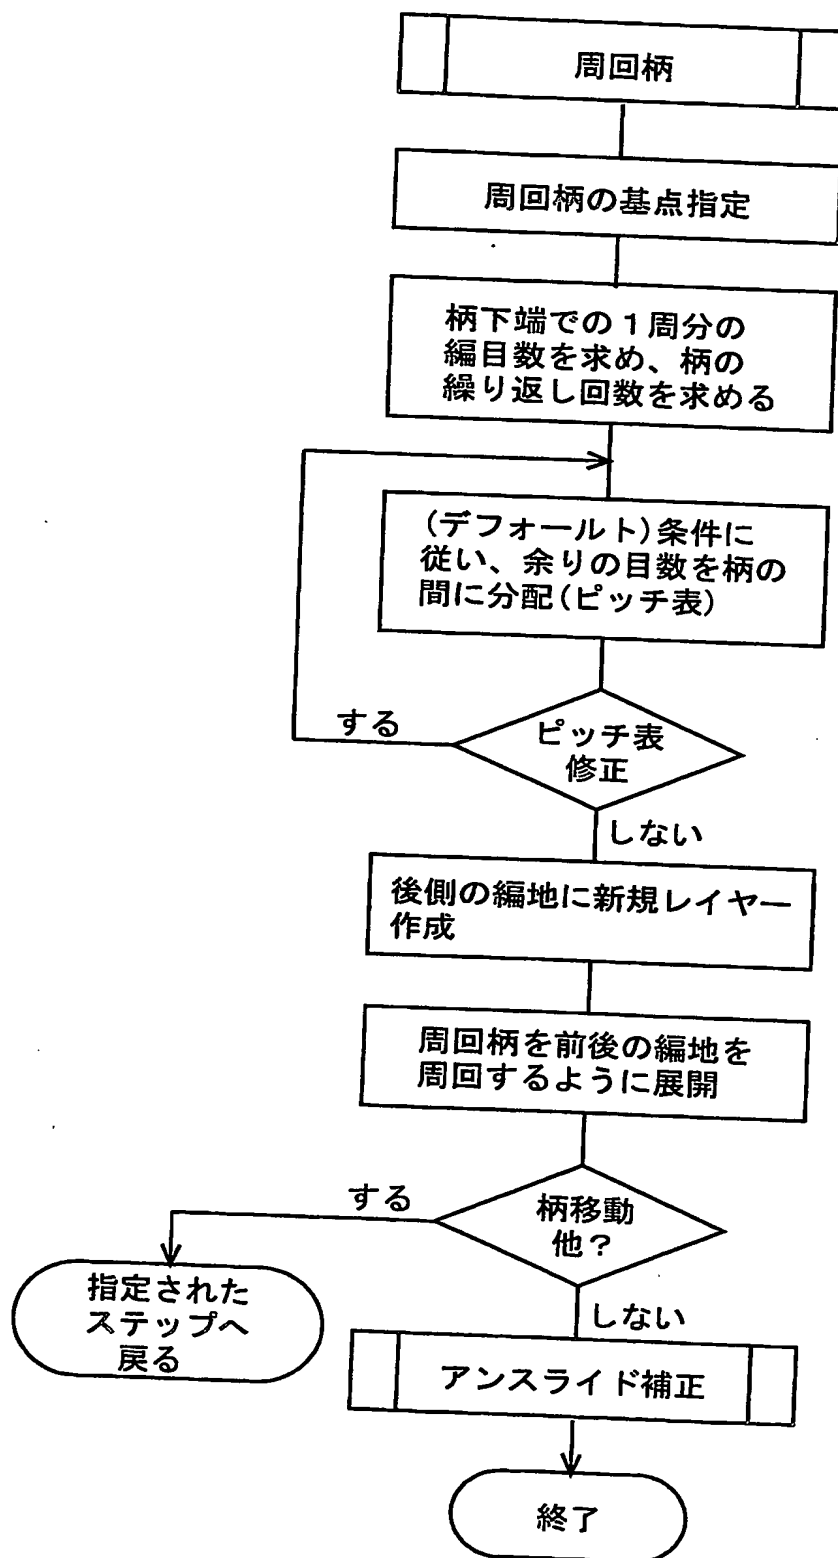 周回柄
周回柄の基点指定
柄下端での１周分の
編目数を求め、柄の
繰り返し回数を求める
(デフォールト)条件に
従い、余りの目数を柄の
間に分配(ピッチ表)
する
ピッチ表
修正
しない
後側の編地に新規レイヤー
作成
周回柄を前後の編地を
周回するように展開
する
柄移動
他？
指定された
ステップへ
戻る
しない
アンスライド補正
終了